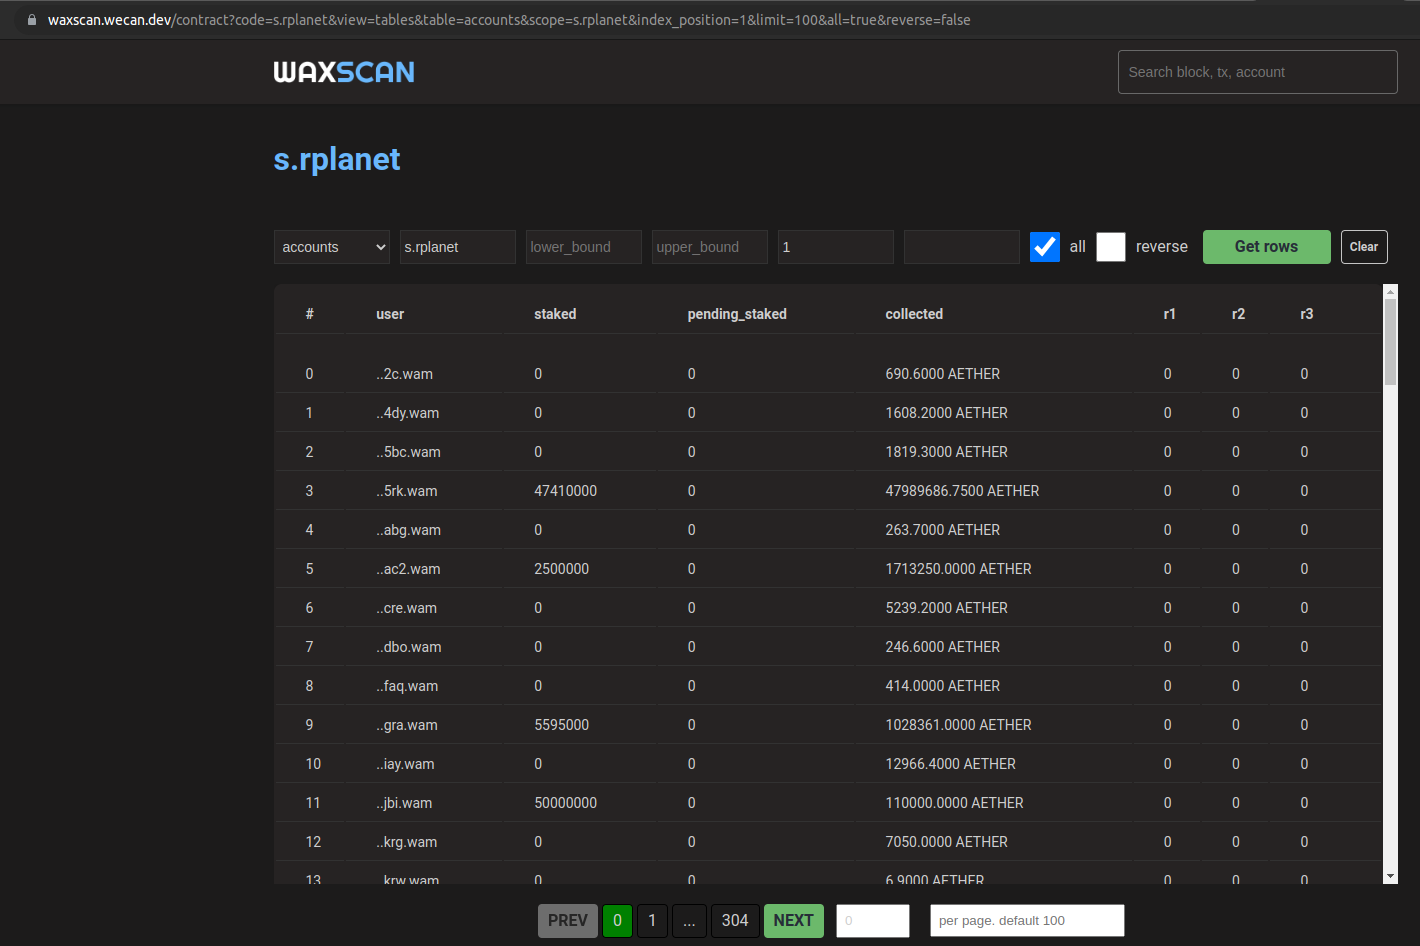 waxscan.wecan.dev/contract?code=s.rplanet&view=tables&table=accounts&scope=s.rplanet&index_position=1&limit=100&all=true&reverse=false
WAXSCAN Search block, tx, account
s.rplanet
accounts s.rplanet lower_bound upper_bound 1 all reverse Get rows Clear
# user staked pending_staked collected r1 r2 r3
0 ..2c.wam 0 0 690.6000 AETHER 0 0 0
1 ..4dy.wam 0 0 1608.2000 AETHER 0 0 0
2 ..5bc.wam 0 0 1819.3000 AETHER 0 0 0
3 ..5rk.wam 47410000 0 47989686.7500 AETHER 0 0 0
4 ..abg.wam 0 0 263.7000 AETHER 0 0 0
5 ..ac2.wam 2500000 0 1713250.0000 AETHER 0 0 0
6 ..cre.wam 0 0 5239.2000 AETHER 0 0 0
7 ..dbo.wam 0 0 246.6000 AETHER 0 0 0
8 ..faq.wam 0 0 414.0000 AETHER 0 0 0
9 ..gra.wam 5595000 0 1028361.0000 AETHER 0 0 0
10 ..iay.wam 0 0 12966.4000 AETHER 0 0 0
11 ..jbi.wam 50000000 0 110000.0000 AETHER 0 0 0
12 ..krg.wam 0 0 7050.0000 AETHER 0 0 0
13 ..krw.wam 0 0 6.9000 AETHER 0 0 0
PREV 0 1 ... 304 NEXT 0 per page. default 100